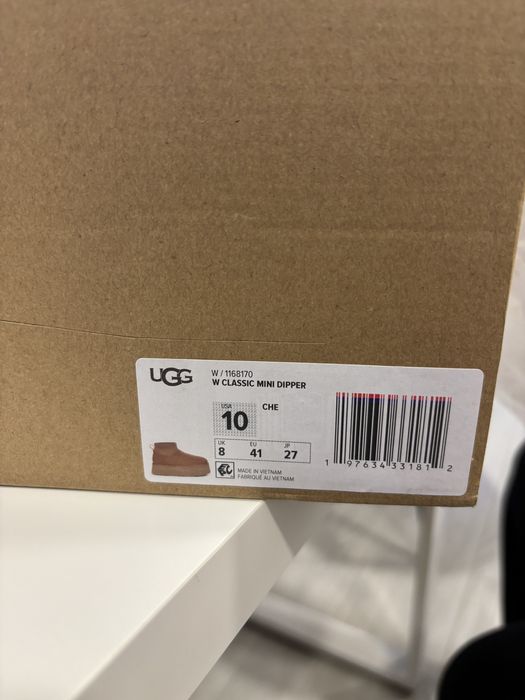 UGG
W / 1168170
W CLASSIC MINI DIPPER
USA
10
CHE
UK EU JP
8 41 27
MADE IN VIETNAM
FABRIQUÉ AU VIETNAM
1 97634 33181 2